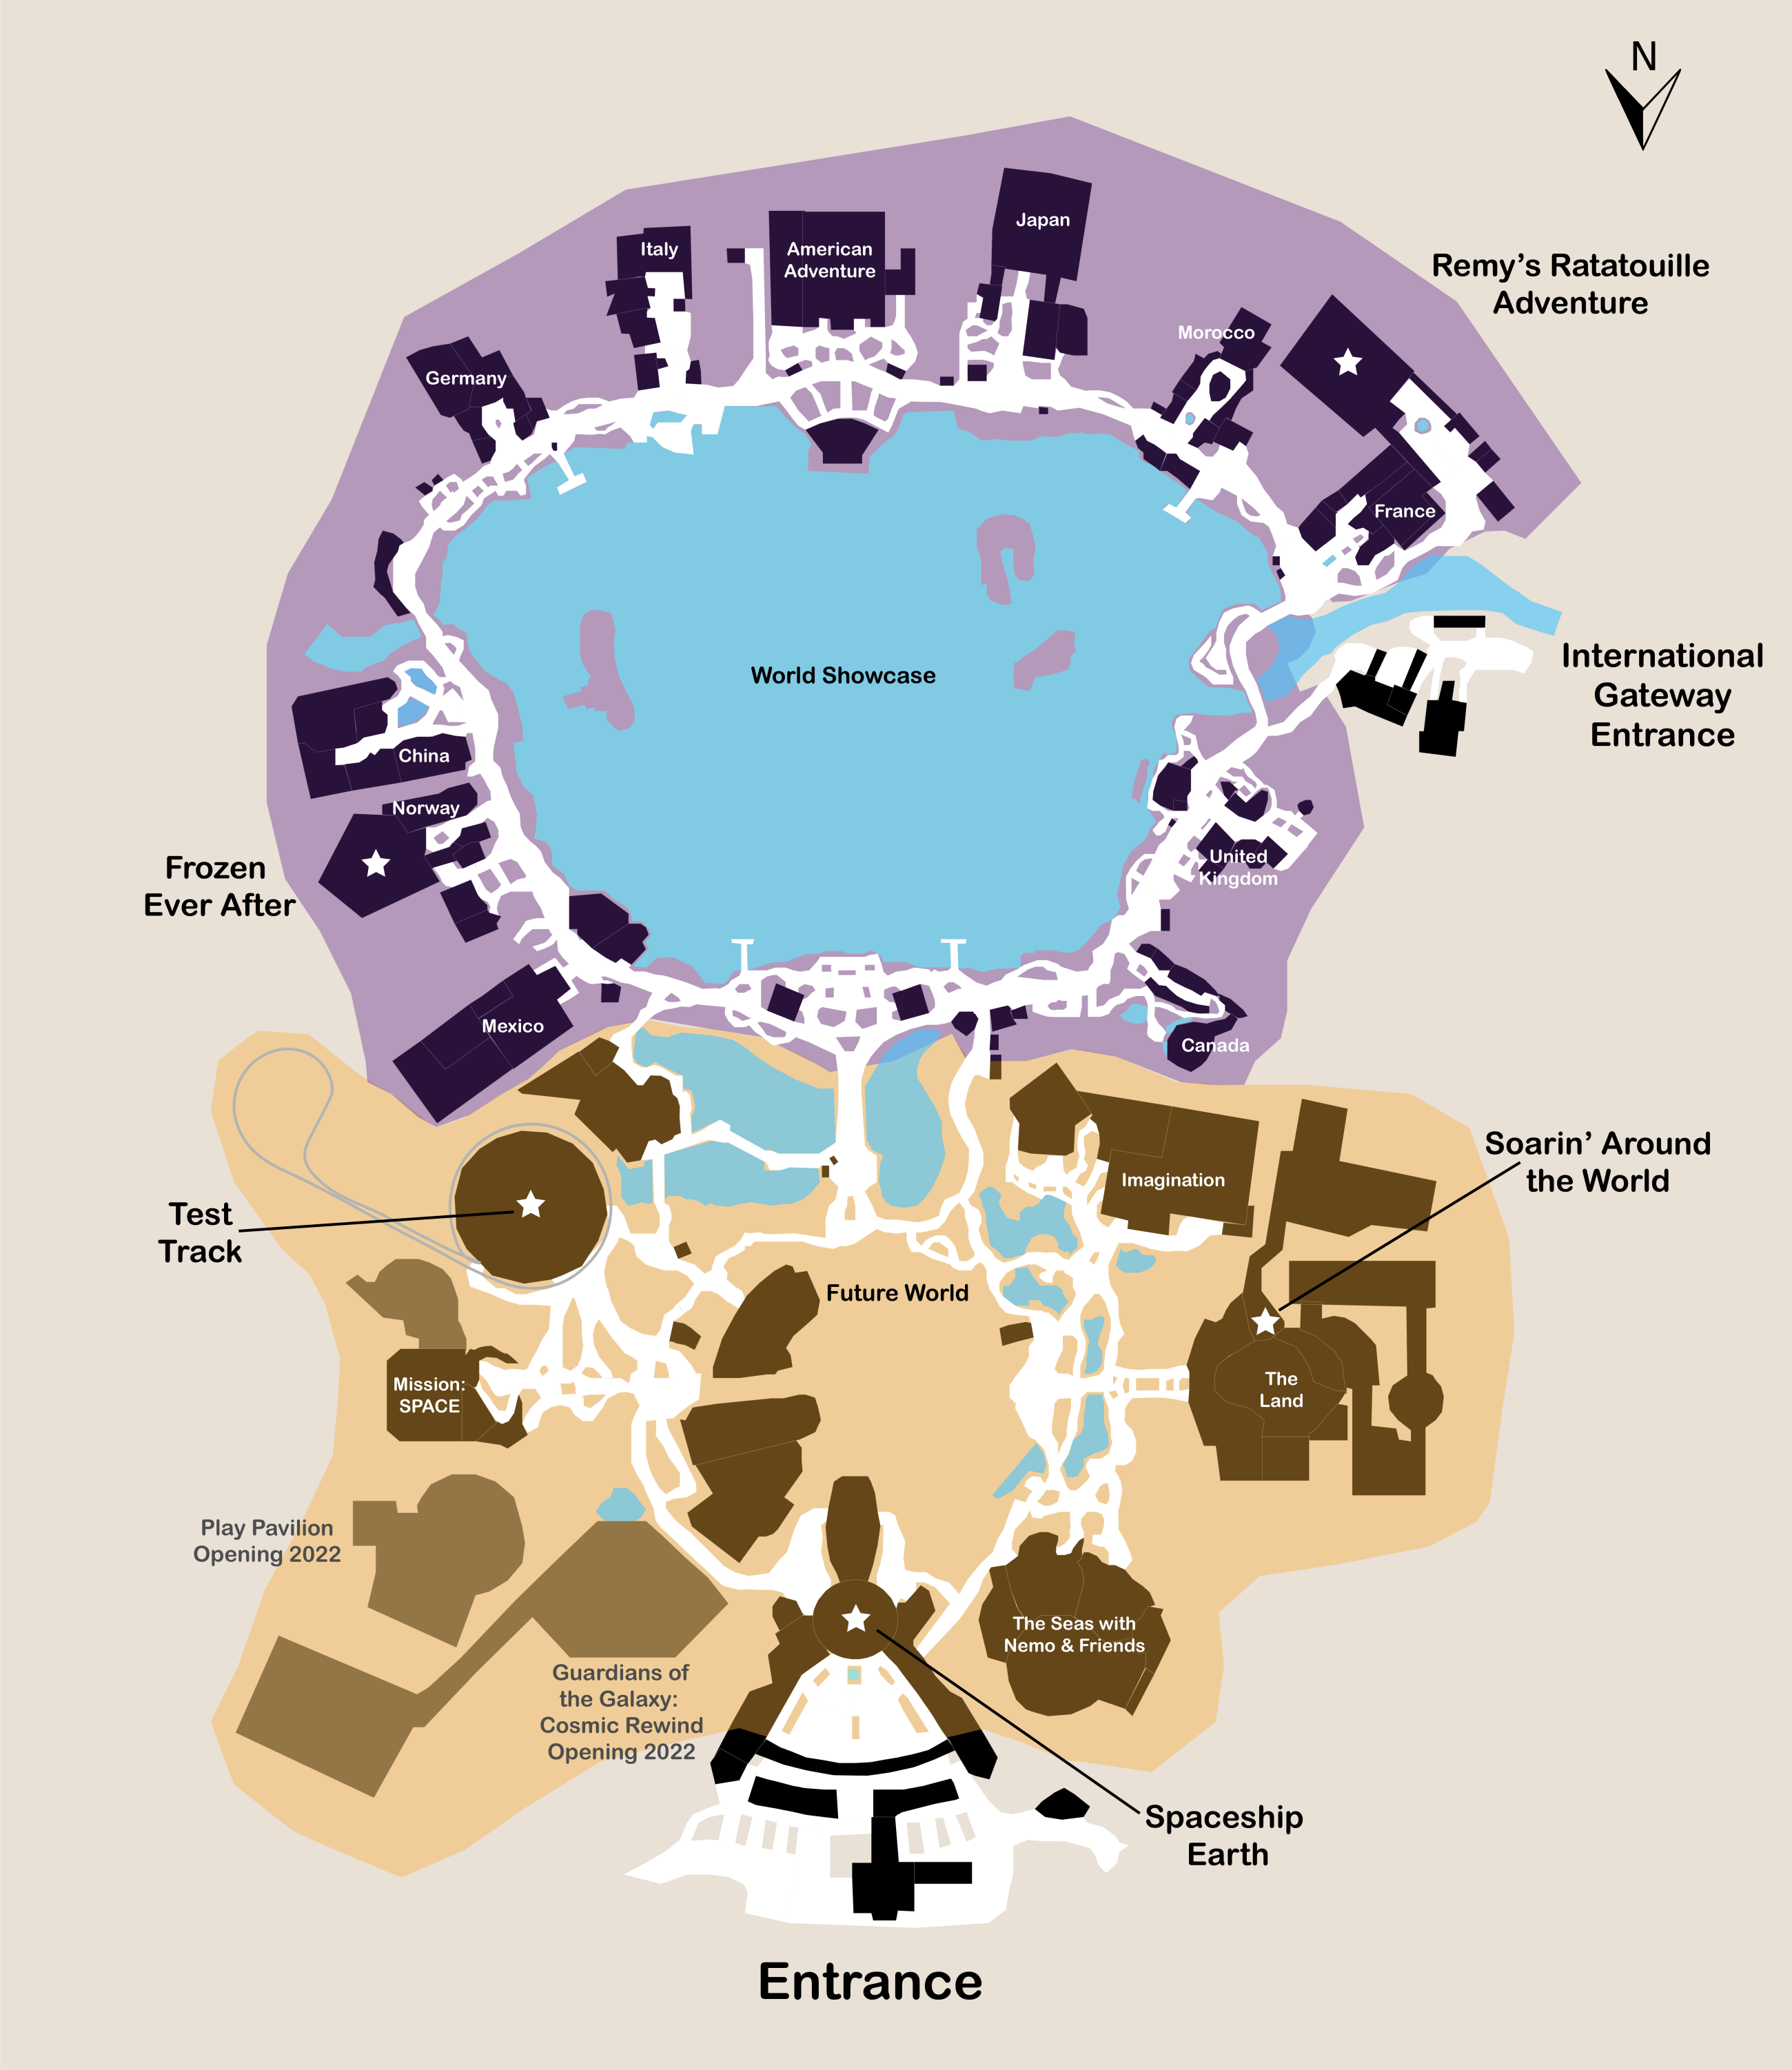 N
Japan
Italy
American
Adventure
Remy’s Ratatouille
Adventure
Morocco
Germany
France
World Showcase
International
Gateway
Entrance
China
Norway
Frozen
Ever After
United
Kingdom
Mexico
Canada
Soarin’ Around
the World
Imagination
Test
Track
Future World
Mission:
SPACE
The
Land
Play Pavilion
Opening 2022
The Seas with
Nemo & Friends
Guardians of
the Galaxy:
Cosmic Rewind
Opening 2022
Spaceship
Earth
Entrance